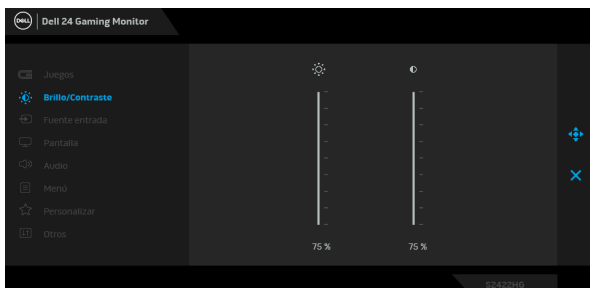 DELL
Dell 24 Gaming Monitor
Juegos
Brillo/Contraste
Fuente entrada
Pantalla
Audio
Menú
Personalizar
Otros
75 %
75 %
S2422HG